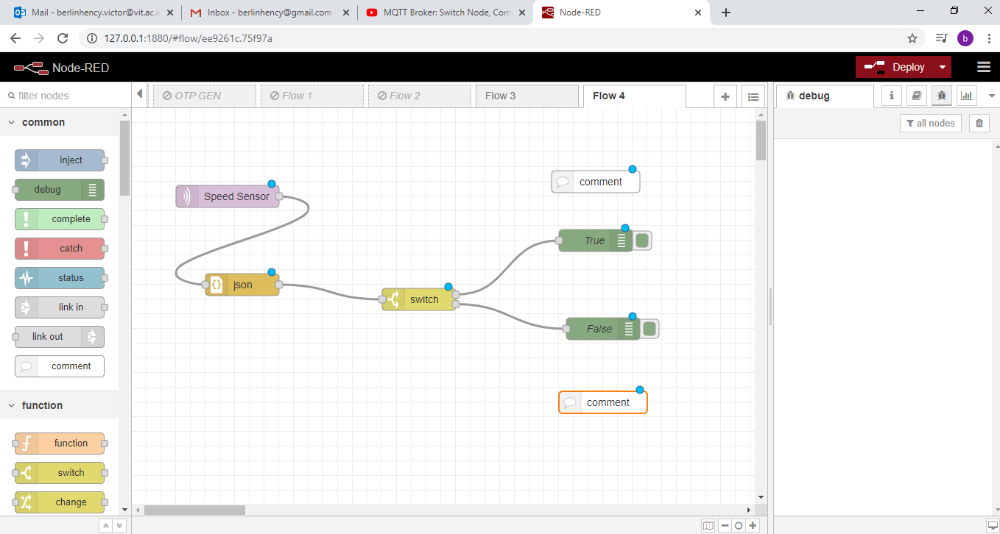 Mail - berlinhency.victor@vit.ac.i
Inbox - berlinhency@gmail.com -
MQTT Broker: Switch Node, Com
Node-RED
127.0.0.1:1880/#flow/ee9261c.75f97a
b
Node-RED
Deploy
filter nodes
OTP GEN
Flow 1
Flow 2
Flow 3
Flow 4
debug
all nodes
common
inject
debug
complete
catch
status
link in
link out
comment
function
function
switch
change
Speed Sensor
json
switch
comment
True
False
comment